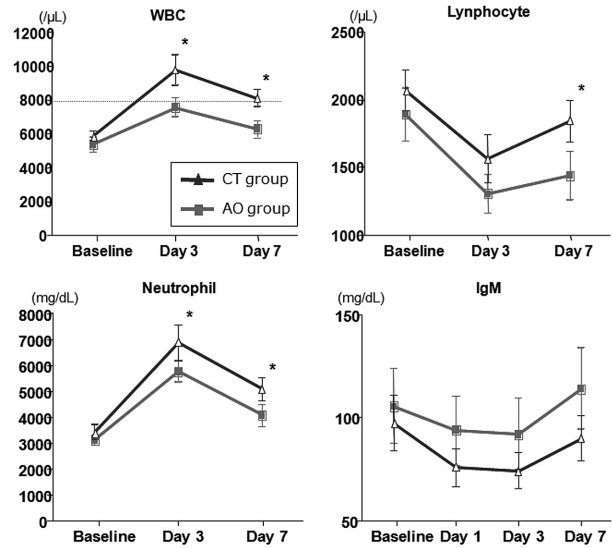 WBC
(/µL)
12000
10000
8000
6000
4000
2000
0
*
*
CT group
AO group
Baseline Day 3 Day 7
Lynphocyte
(/µL)
2500
2000
1500
1000
*
Baseline Day 3 Day 7
Neutrophil
(mg/dL)
8000
7000
6000
5000
4000
3000
2000
1000
0
*
*
Baseline Day 3 Day 7
IgM
(mg/dL)
150
100
50
Baseline Day 1 Day 3 Day 7